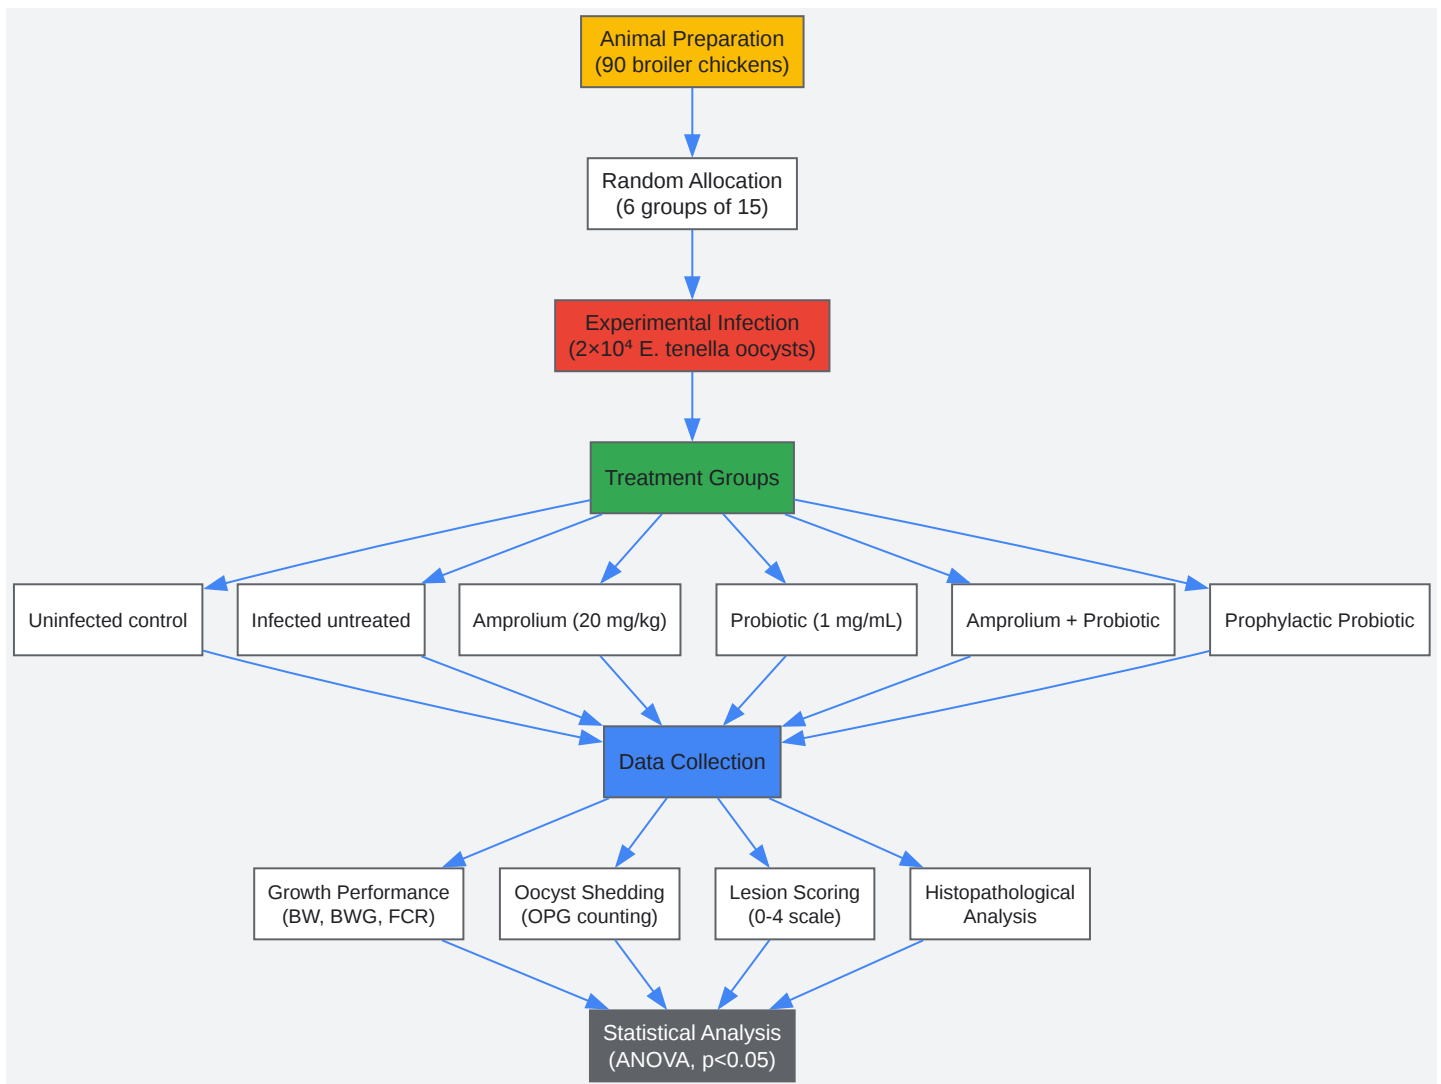 Animal Preparation
(90 broiler chickens)
Random Allocation
(6 groups of 15)
Experimental Infection
(2×10⁴ E. tenella oocysts)
Treatment Groups
Uninfected control
Infected untreated
Amprolium (20 mg/kg)
Probiotic (1 mg/mL)
Amprolium + Probiotic
Prophylactic Probiotic
Data Collection
Growth Performance
(BW, BWG, FCR)
Oocyst Shedding
(OPG counting)
Lesion Scoring
(0-4 scale)
Histopathological
Analysis
Statistical Analysis
(ANOVA, p<0.05)